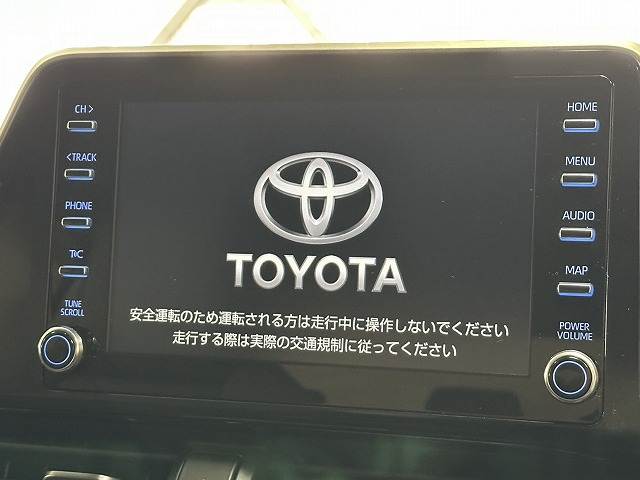 CH >
<TRACK
PHONE
T&C
TUNE
SCROLL
TOYOTA
安全運転のため運転される方は走行中に操作しないでください
走行する際は実際の交通規制に従ってください
HOME
MENU
AUDIO
MAP
POWER
VOLUME